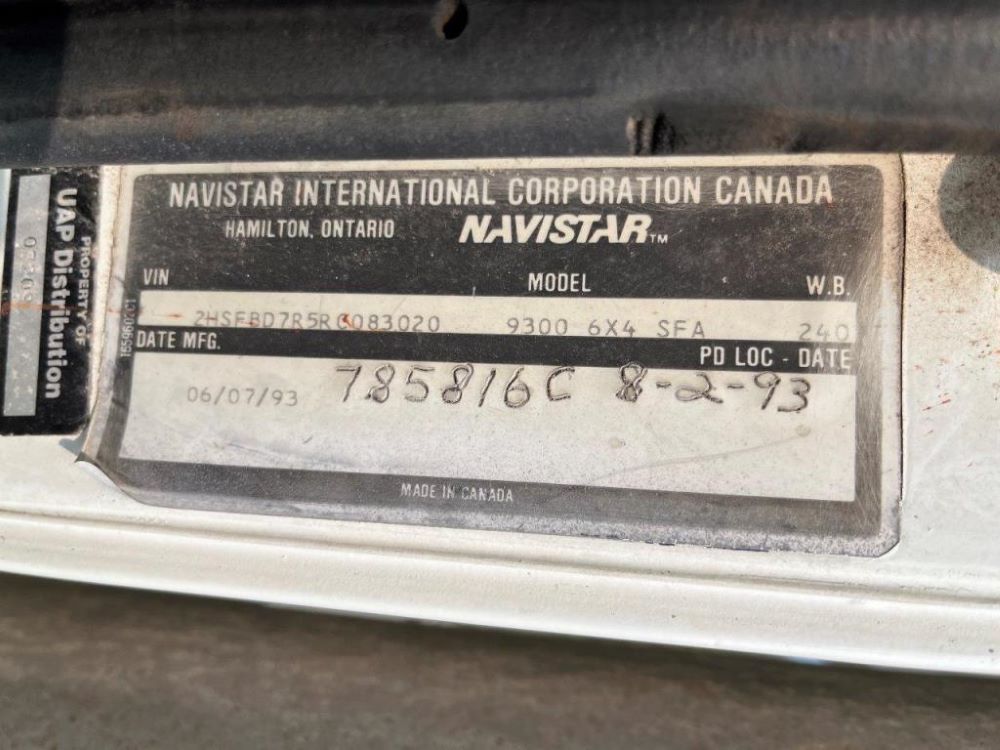 NAVISTAR INTERNATIONAL CORPORATION CANADA
HAMILTON, ONTARIO NAVISTAR™
VIN MODEL W.B.
2HSFBD7R5RC083020 9300 6X4 SFA 240
DATE MFG. PD LOC - DATE
06/07/93 785816C 8-2-93
MADE IN CANADA
PROPERTY OF
UAP Distribution